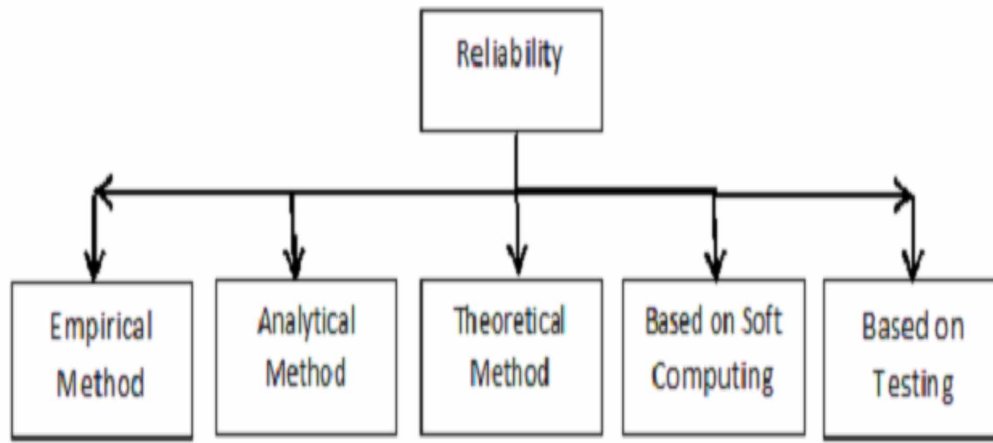 Reliability
Empirical
Method
Analytical
Method
Theoretical
Method
Based on Soft
Computing
Based on
Testing